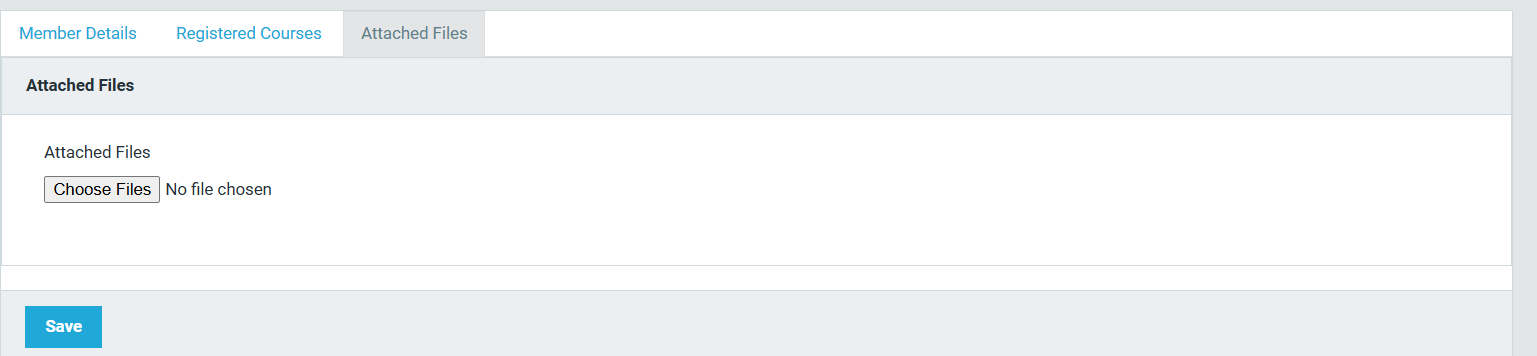 Member Details Registered Courses Attached Files
Attached Files
Attached Files
Choose Files No file chosen
Save